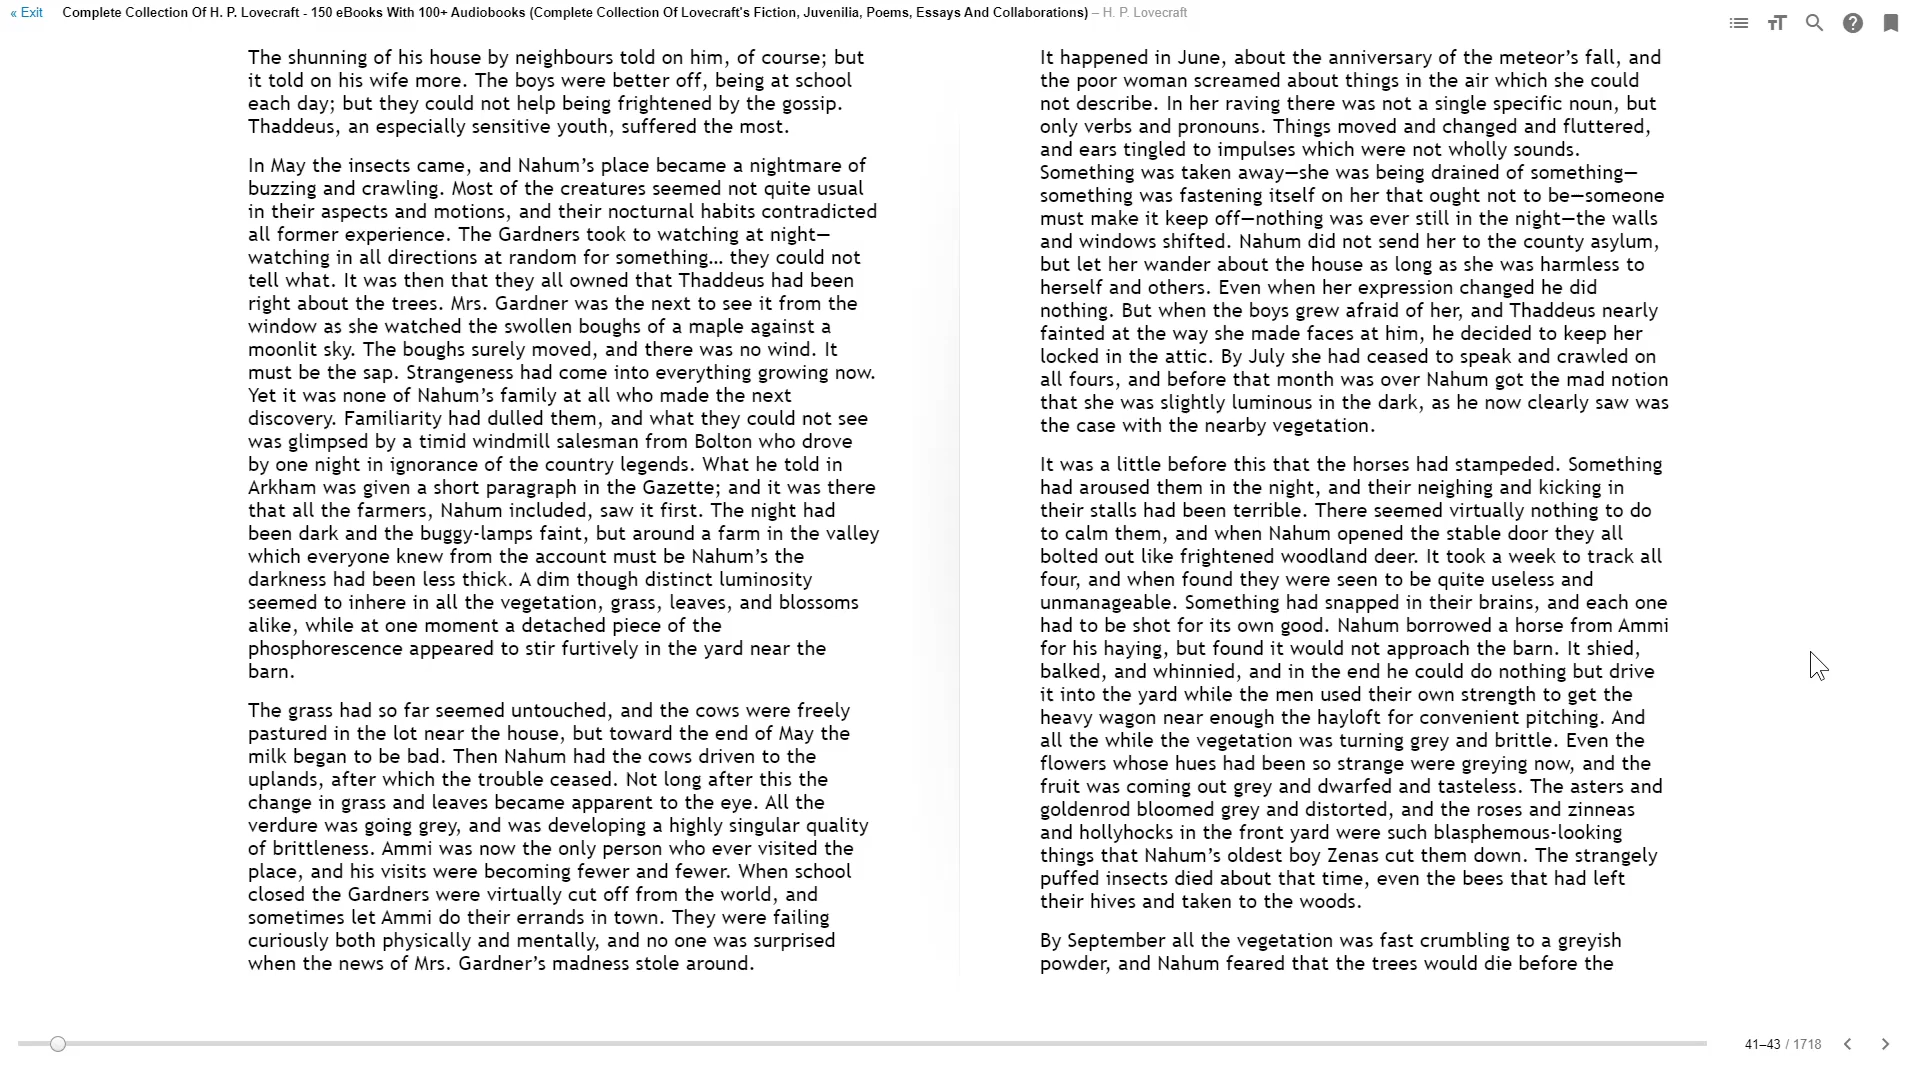 « Exit Complete Collection Of H. P. Lovecraft - 150 eBooks With 100+ Audiobooks (Complete Collection Of Lovecraft's Fiction, Juvenilia, Poems, Essays And Collaborations) – H. P. Lovecraft
The shunning of his house by neighbours told on him, of course; but
it told on his wife more. The boys were better off, being at school
each day; but they could not help being frightened by the gossip.
Thaddeus, an especially sensitive youth, suffered the most.
In May the insects came, and Nahum’s place became a nightmare of
buzzing and crawling. Most of the creatures seemed not quite usual
in their aspects and motions, and their nocturnal habits contradicted
all former experience. The Gardners took to watching at night—
watching in all directions at random for something… they could not
tell what. It was then that they all owned that Thaddeus had been
right about the trees. Mrs. Gardner was the next to see it from the
window as she watched the swollen boughs of a maple against a
moonlit sky. The boughs surely moved, and there was no wind. It
must be the sap. Strangeness had come into everything growing now.
Yet it was none of Nahum’s family at all who made the next
discovery. Familiarity had dulled them, and what they could not see
was glimpsed by a timid windmill salesman from Bolton who drove
by one night in ignorance of the country legends. What he told in
Arkham was given a short paragraph in the Gazette; and it was there
that all the farmers, Nahum included, saw it first. The night had
been dark and the buggy-lamps faint, but around a farm in the valley
which everyone knew from the account must be Nahum’s the
darkness had been less thick. A dim though distinct luminosity
seemed to inhere in all the vegetation, grass, leaves, and blossoms
alike, while at one moment a detached piece of the
phosphorescence appeared to stir furtively in the yard near the
barn.
The grass had so far seemed untouched, and the cows were freely
pastured in the lot near the house, but toward the end of May the
milk began to be bad. Then Nahum had the cows driven to the
uplands, after which the trouble ceased. Not long after this the
change in grass and leaves became apparent to the eye. All the
verdure was going grey, and was developing a highly singular quality
of brittleness. Ammi was now the only person who ever visited the
place, and his visits were becoming fewer and fewer. When school
closed the Gardners were virtually cut off from the world, and
sometimes let Ammi do their errands in town. They were failing
curiously both physically and mentally, and no one was surprised
when the news of Mrs. Gardner’s madness stole around.
It happened in June, about the anniversary of the meteor’s fall, and
the poor woman screamed about things in the air which she could
not describe. In her raving there was not a single specific noun, but
only verbs and pronouns. Things moved and changed and fluttered,
and ears tingled to impulses which were not wholly sounds.
Something was taken away—she was being drained of something—
something was fastening itself on her that ought not to be—someone
must make it keep off—nothing was ever still in the night—the walls
and windows shifted. Nahum did not send her to the county asylum,
but let her wander about the house as long as she was harmless to
herself and others. Even when her expression changed he did
nothing. But when the boys grew afraid of her, and Thaddeus nearly
fainted at the way she made faces at him, he decided to keep her
locked in the attic. By July she had ceased to speak and crawled on
all fours, and before that month was over Nahum got the mad notion
that she was slightly luminous in the dark, as he now clearly saw was
the case with the nearby vegetation.
It was a little before this that the horses had stampeded. Something
had aroused them in the night, and their neighing and kicking in
their stalls had been terrible. There seemed virtually nothing to do
to calm them, and when Nahum opened the stable door they all
bolted out like frightened woodland deer. It took a week to track all
four, and when found they were seen to be quite useless and
unmanageable. Something had snapped in their brains, and each one
had to be shot for its own good. Nahum borrowed a horse from Ammi
for his haying, but found it would not approach the barn. It shied,
balked, and whinnied, and in the end he could do nothing but drive
it into the yard while the men used their own strength to get the
heavy wagon near enough the hayloft for convenient pitching. And
all the while the vegetation was turning grey and brittle. Even the
flowers whose hues had been so strange were greying now, and the
fruit was coming out grey and dwarfed and tasteless. The asters and
goldenrod bloomed grey and distorted, and the roses and zinneas
and hollyhocks in the front yard were such blasphemous-looking
things that Nahum’s oldest boy Zenas cut them down. The strangely
puffed insects died about that time, even the bees that had left
their hives and taken to the woods.
By September all the vegetation was fast crumbling to a greyish
powder, and Nahum feared that the trees would die before the
41–43 / 1718